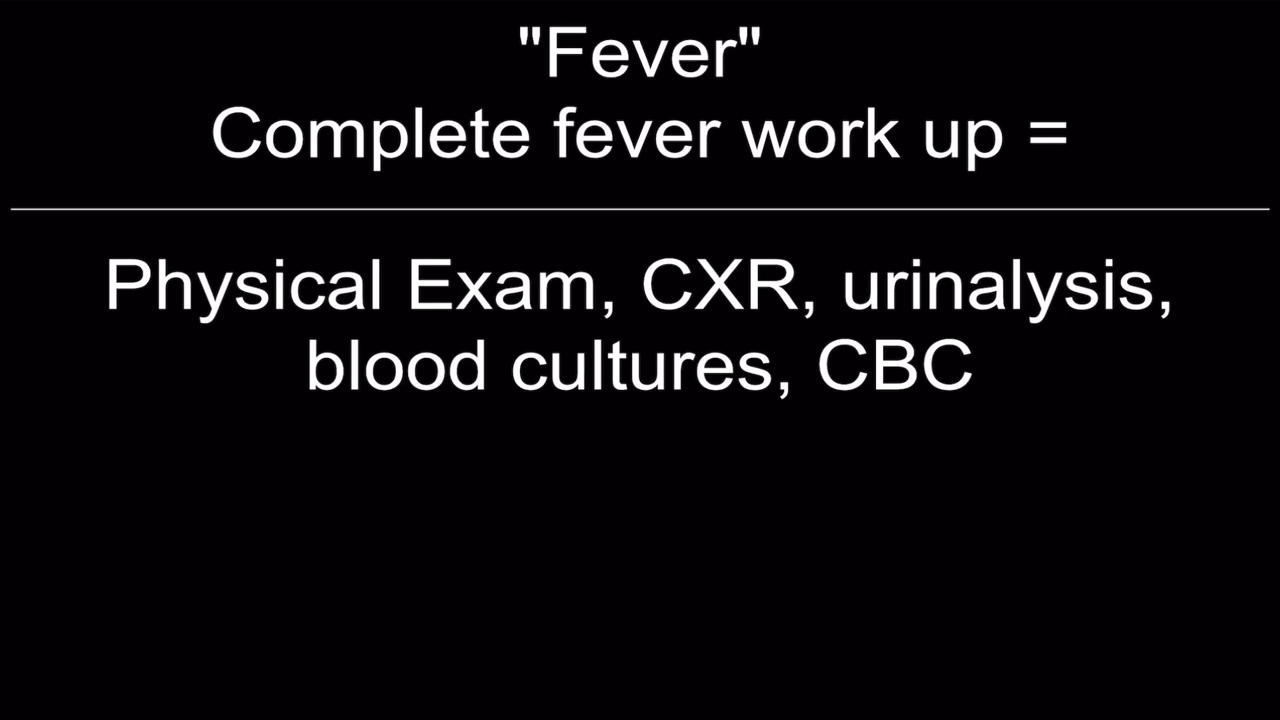 "Fever"
Complete fever work up =
Physical Exam, CXR, urinalysis,
blood cultures, CBC